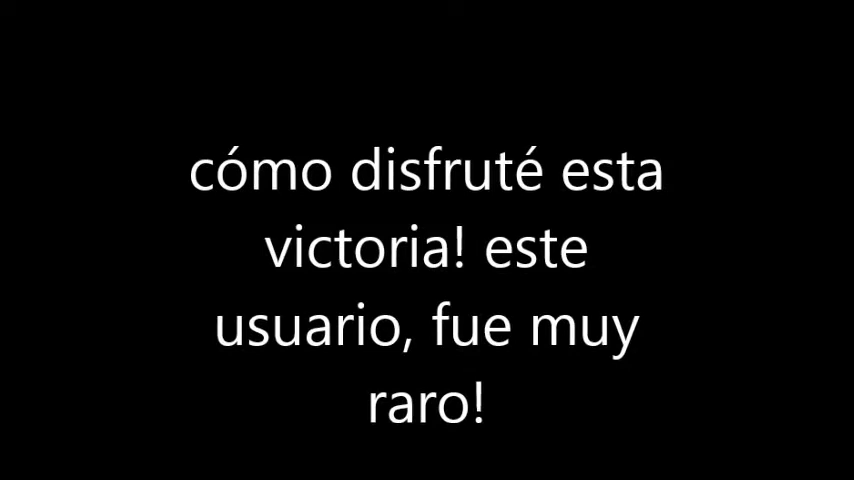 cómo disfruté esta
victoria! este
usuario, fue muy
raro!